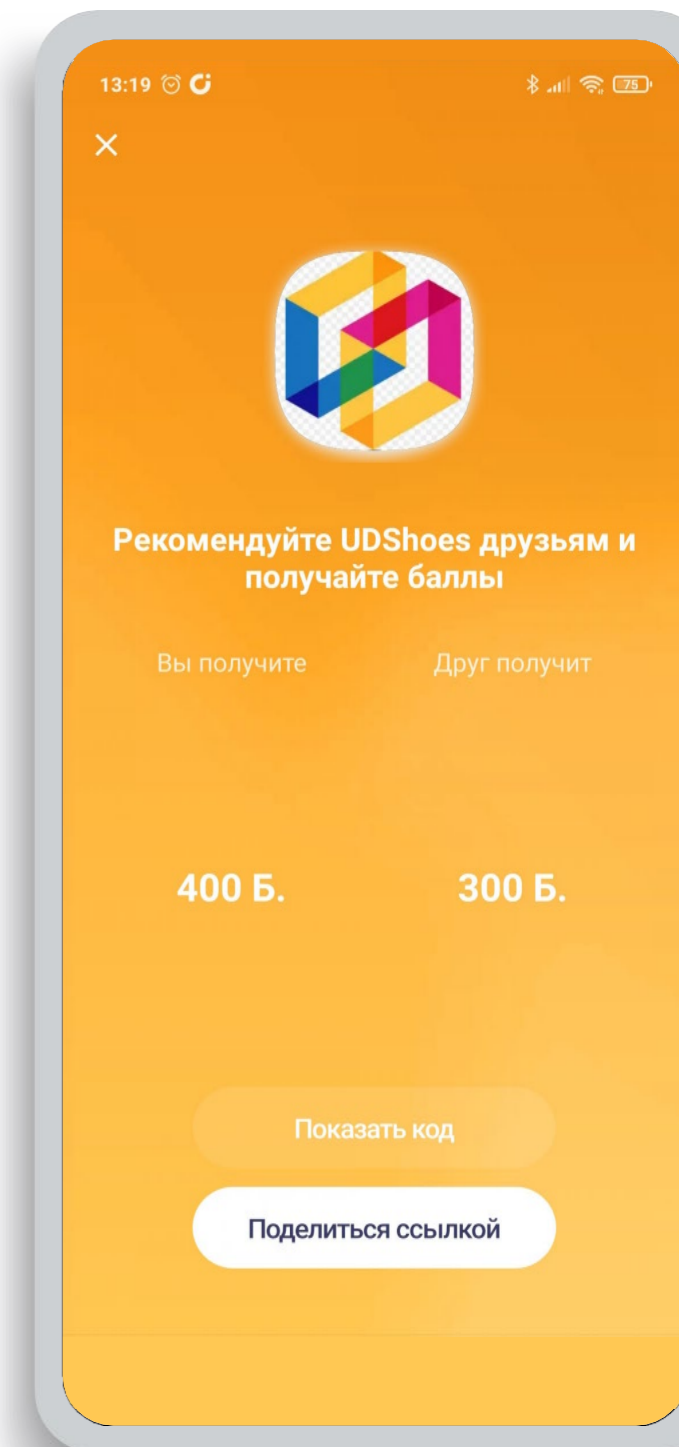 13:19
75
Рекомендуйте UDShoes друзьям и
получайте баллы
Вы получите Друг получит
400 Б. 300 Б.
Показать код
Поделиться ссылкой